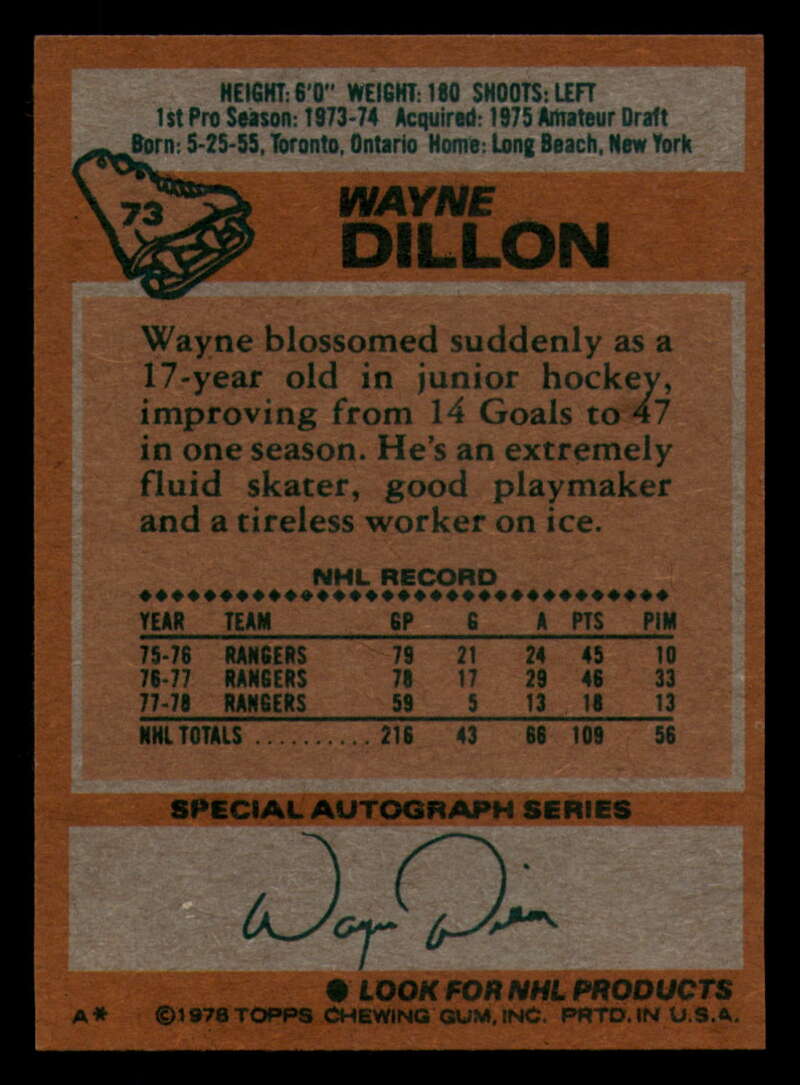 HEIGHT: 6'0" WEIGHT: 180 SHOOTS: LEFT
1st Pro Season: 1973-74 Acquired: 1975 Amateur Draft
Born: 5-25-55, Toronto, Ontario Home: Long Beach, New York
73
WAYNE
DILLON
Wayne blossomed suddenly as a
17-year old in junior hockey,
improving from 14 Goals to 47
in one season. He's an extremely
fluid skater, good playmaker
and a tireless worker on ice.
NHL RECORD
YEAR TEAM GP G A PTS PIM
75-76 RANGERS 79 21 24 45 10
76-77 RANGERS 78 17 29 46 33
77-78 RANGERS 59 5 13 18 13
NHL TOTALS ........... 216 43 66 109 56
SPECIAL AUTOGRAPH SERIES
Wayne Dillon
● LOOK FOR NHL PRODUCTS
A* ©1978 TOPPS CHEWING GUM, INC. PRTD. IN U.S.A.